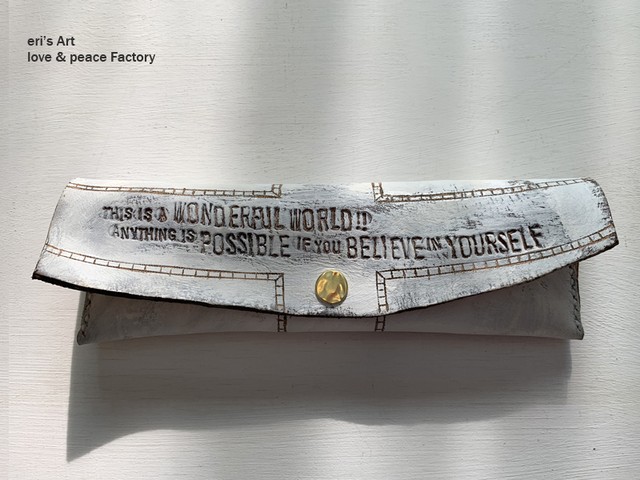 eri's Art
love & peace Factory
THIS IS A WONDERFUL WORLD!!
ANYTHING IS POSSIBLE IF YOU BELIEVE IN YOURSELF